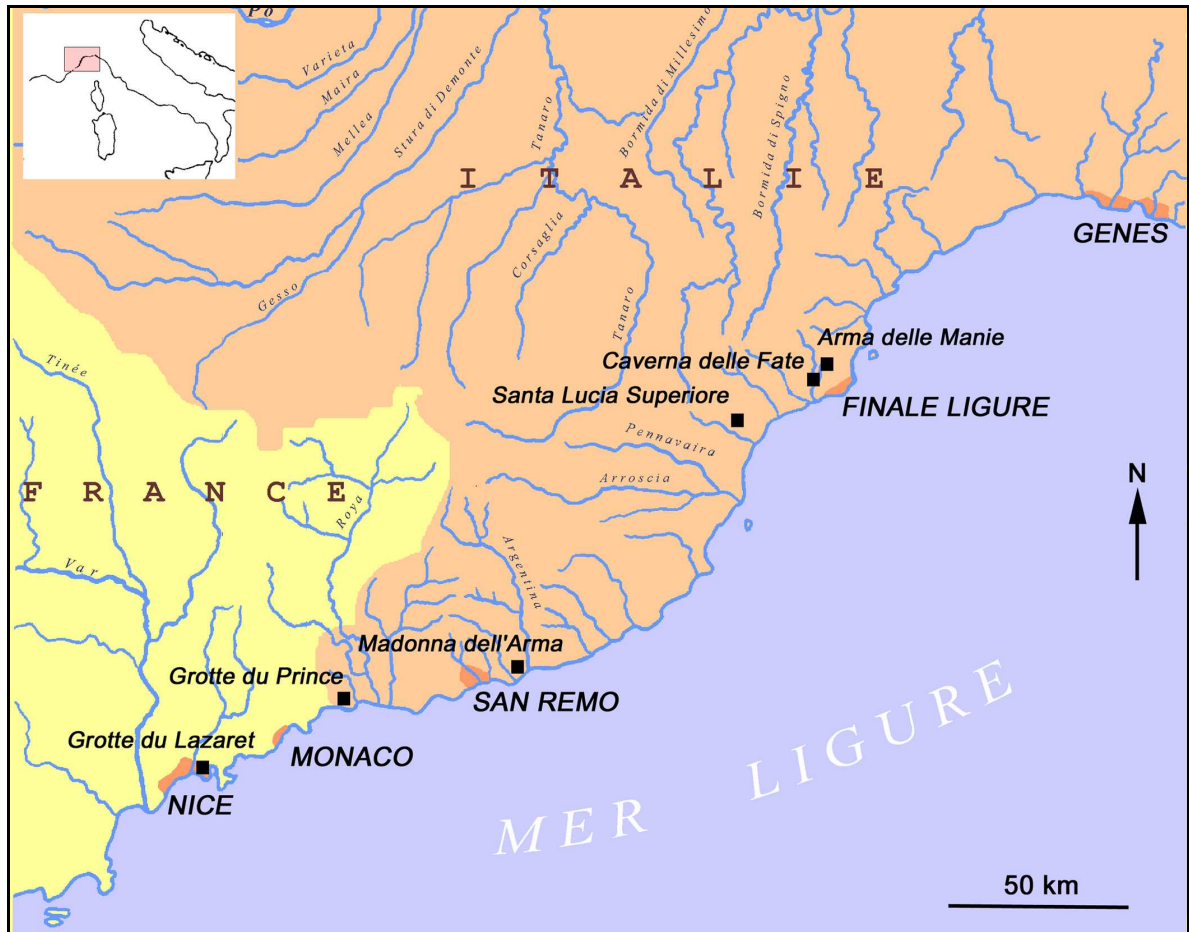 Po
Varieta
Maira
Mellea
Stura di Demonte
Tanaro
Bormida di Millesimo
Bormida di Spigno
ITALIE
Corsaglia
GENES
Gesso
Tanaro
Arma delle Manie
Caverna delle Fate
Tinée
Santa Lucia Superiore
FINALE LIGURE
Pennavaira
Arroscia
N
FRANCE
Roya
Var
Argentina
Madonna dell'Arma
Grotte du Prince
SAN REMO
Grotte du Lazaret
MONACO
NICE
MER LIGURE
50 km